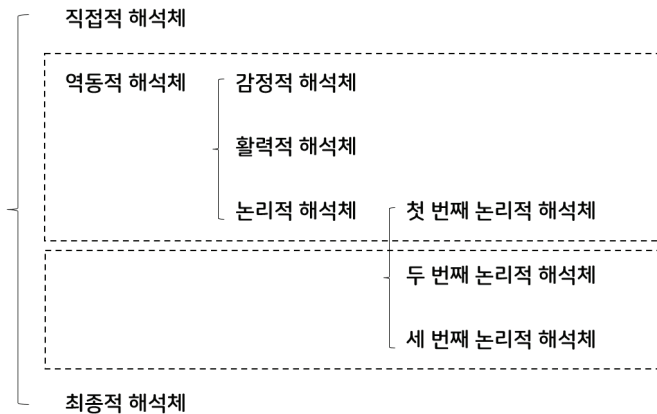 직접적 해석체
역동적 해석체 감정적 해석체
활력적 해석체
논리적 해석체 첫 번째 논리적 해석체
두 번째 논리적 해석체
세 번째 논리적 해석체
최종적 해석체